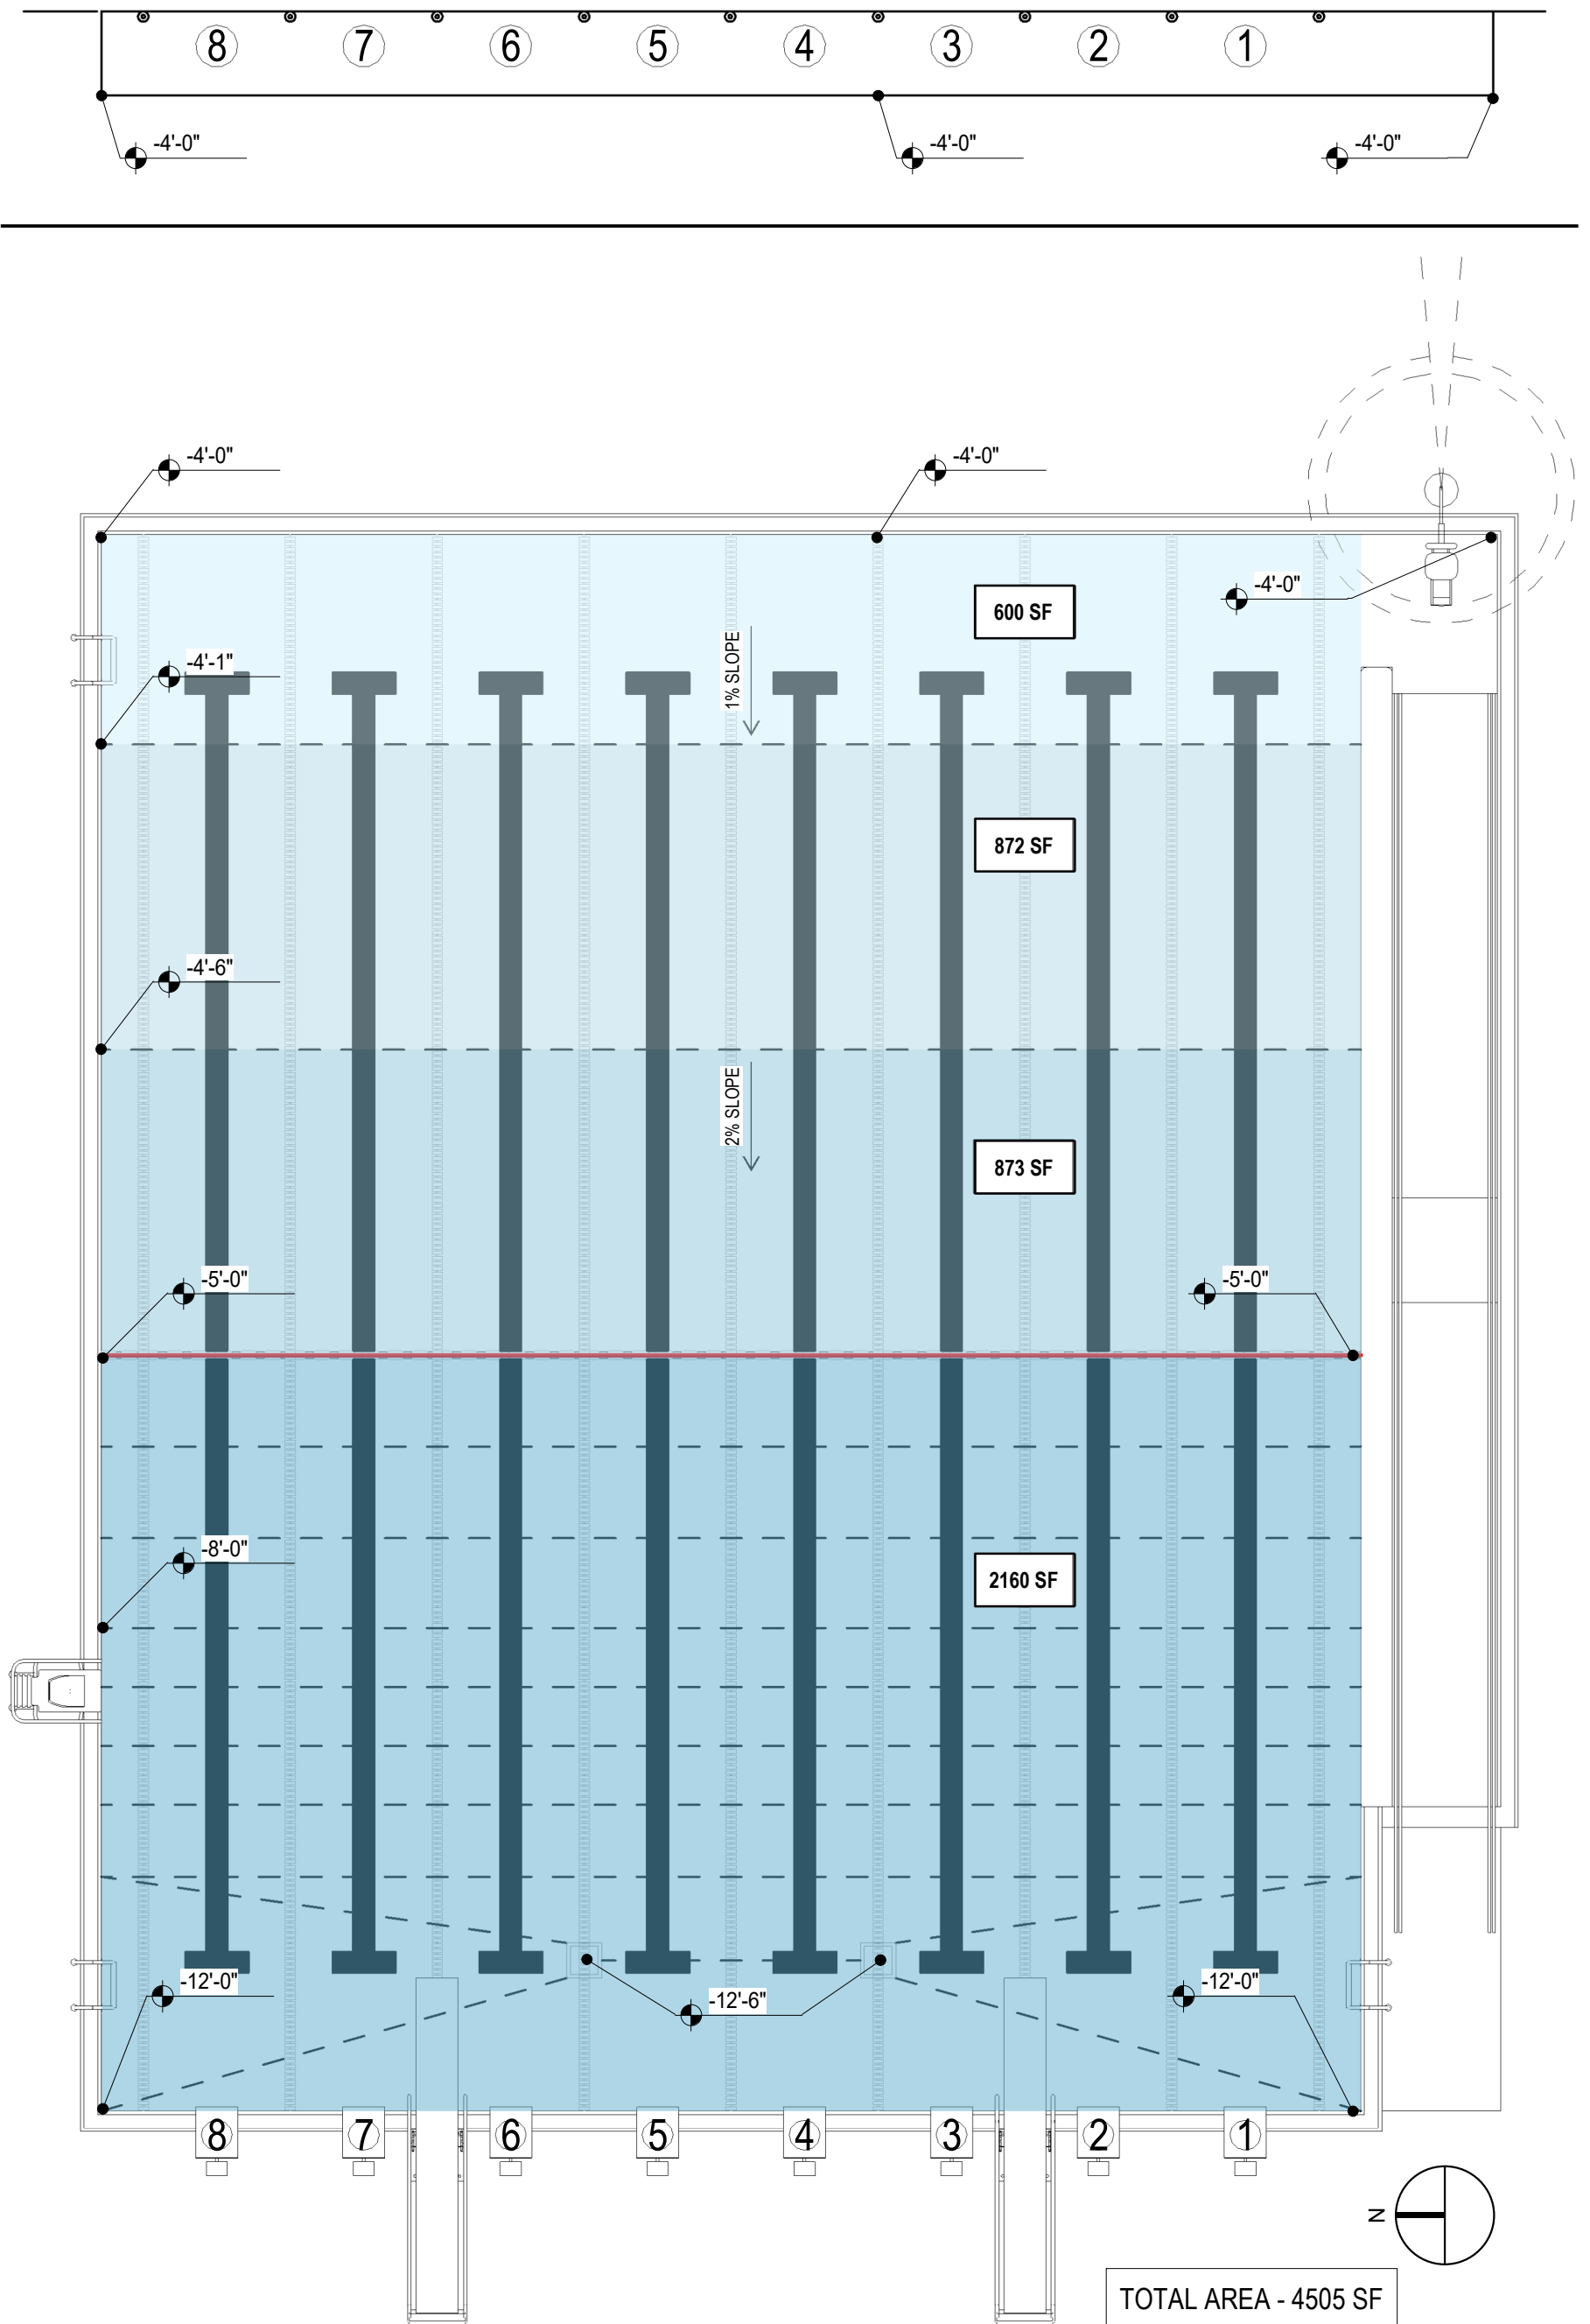 8 7 6 5 4 3 2 1
-4'-0" -4'-0" -4'-0"
-4'-0" -4'-0"
-4'-0"
600 SF
1% SLOPE
-4'-1"
872 SF
-4'-6"
2% SLOPE
873 SF
-5'-0" -5'-0"
-8'-0"
2160 SF
-12'-0" -12'-6" -12'-0"
8 7 6 5 4 3 2 1
N
TOTAL AREA - 4505 SF